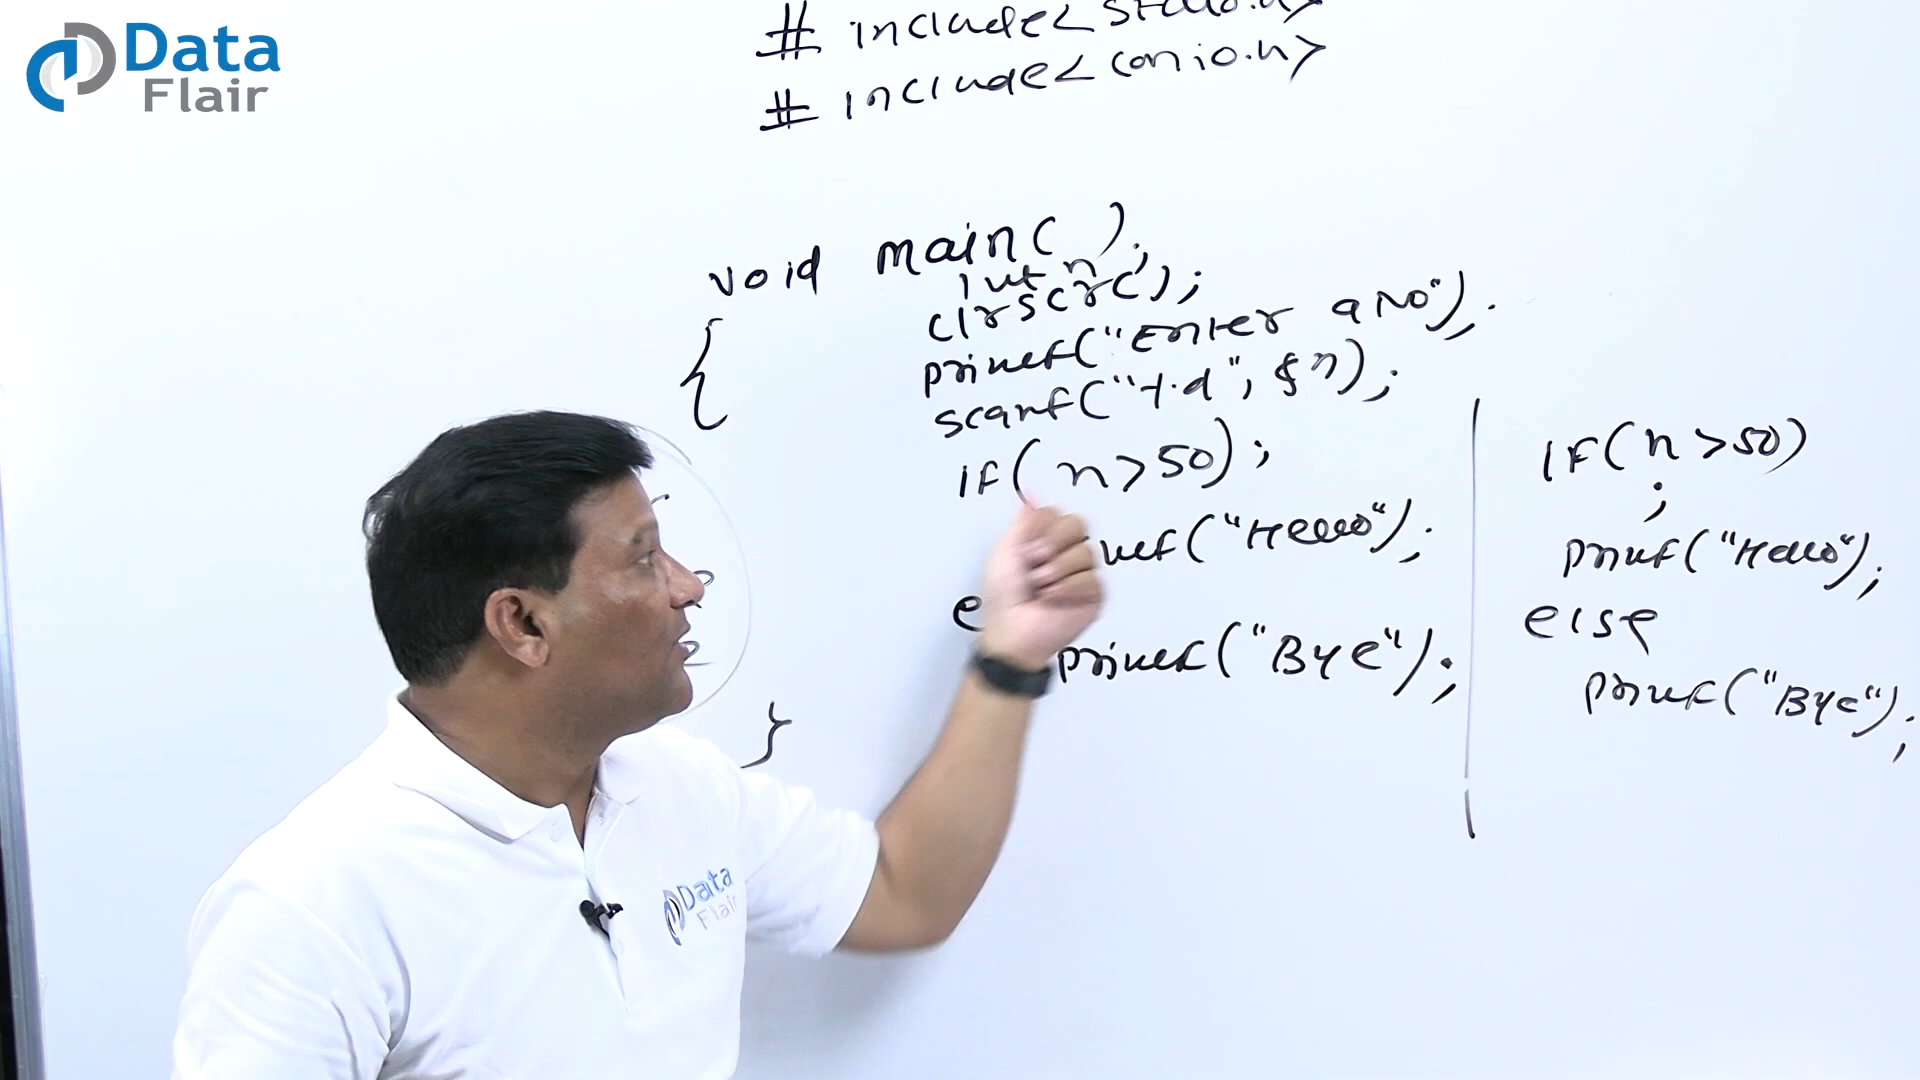 Data
Flair
# include<stdio.h>
# include<conio.h>
void main( )
int n;
clrscr();
{
printf("Enter a No");
scanf("%d", &n);
if(n>50);
printf("Hello");
e
printf("Bye");
}
if(n>50)
;
printf("Hello");
else
printf("Bye");
Data
Flair